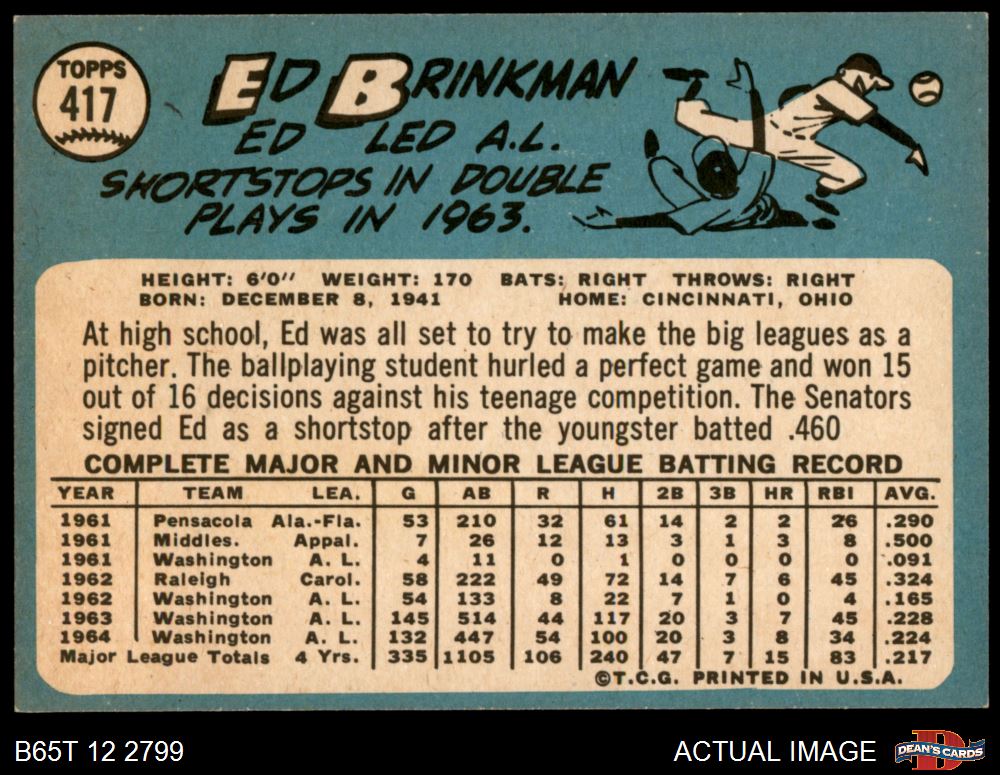 TOPPS
417
ED BRINKMAN
ED LED A.L.
SHORTSTOPS IN DOUBLE
PLAYS IN 1963.
HEIGHT: 6'0" WEIGHT: 170 BATS: RIGHT THROWS: RIGHT
BORN: DECEMBER 8, 1941 HOME: CINCINNATI, OHIO
At high school, Ed was all set to try to make the big leagues as a
pitcher. The ballplaying student hurled a perfect game and won 15
out of 16 decisions against his teenage competition. The Senators
signed Ed as a shortstop after the youngster batted .460
COMPLETE MAJOR AND MINOR LEAGUE BATTING RECORD
YEAR TEAM LEA. G AB R H 2B 3B HR RBI AVG.
1961 Pensacola Ala.-Fla. 53 210 32 61 14 2 2 26 .290
1961 Middles. Appal. 7 26 12 13 3 1 3 8 .500
1961 Washington A. L. 4 11 0 1 0 0 0 0 .091
1962 Raleigh Carol. 58 222 49 72 14 7 6 45 .324
1962 Washington A. L. 54 133 8 22 7 1 0 4 .165
1963 Washington A. L. 145 514 44 117 20 3 7 45 .228
1964 Washington A. L. 132 447 54 100 20 3 8 34 .224
Major League Totals 4 Yrs. 335 1105 106 240 47 7 15 83 .217
©T.C.G. PRINTED IN U.S.A.
B65T 12 2799 ACTUAL IMAGE D DEAN'S CARDS